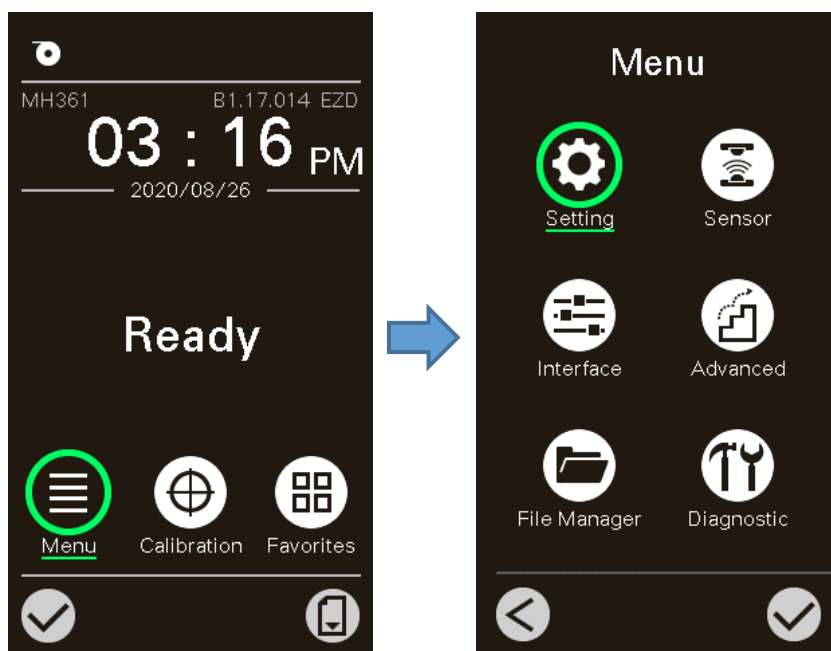 MH361 B1.17.014 EZD
03 : 16 PM
2020/08/26
Ready
Menu Calibration Favorites
Menu
Setting Sensor
Interface Advanced
File Manager Diagnostic